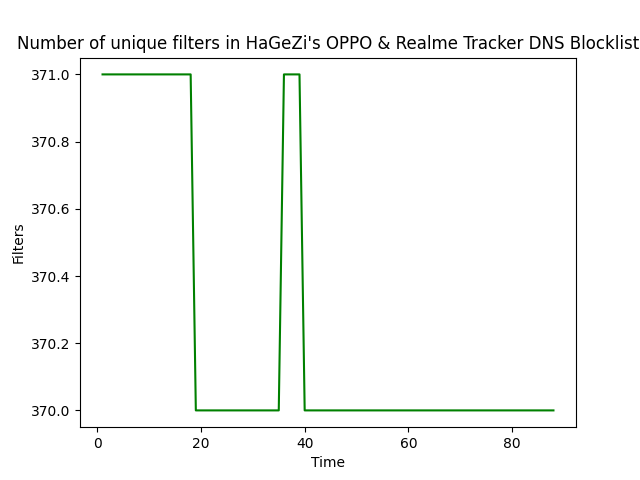 Number of unique filters in HaGeZi's OPPO & Realme Tracker DNS Blocklist
371.0
370.8
370.6
370.4
370.2
370.0
Filters
0 20 40 60 80
Time